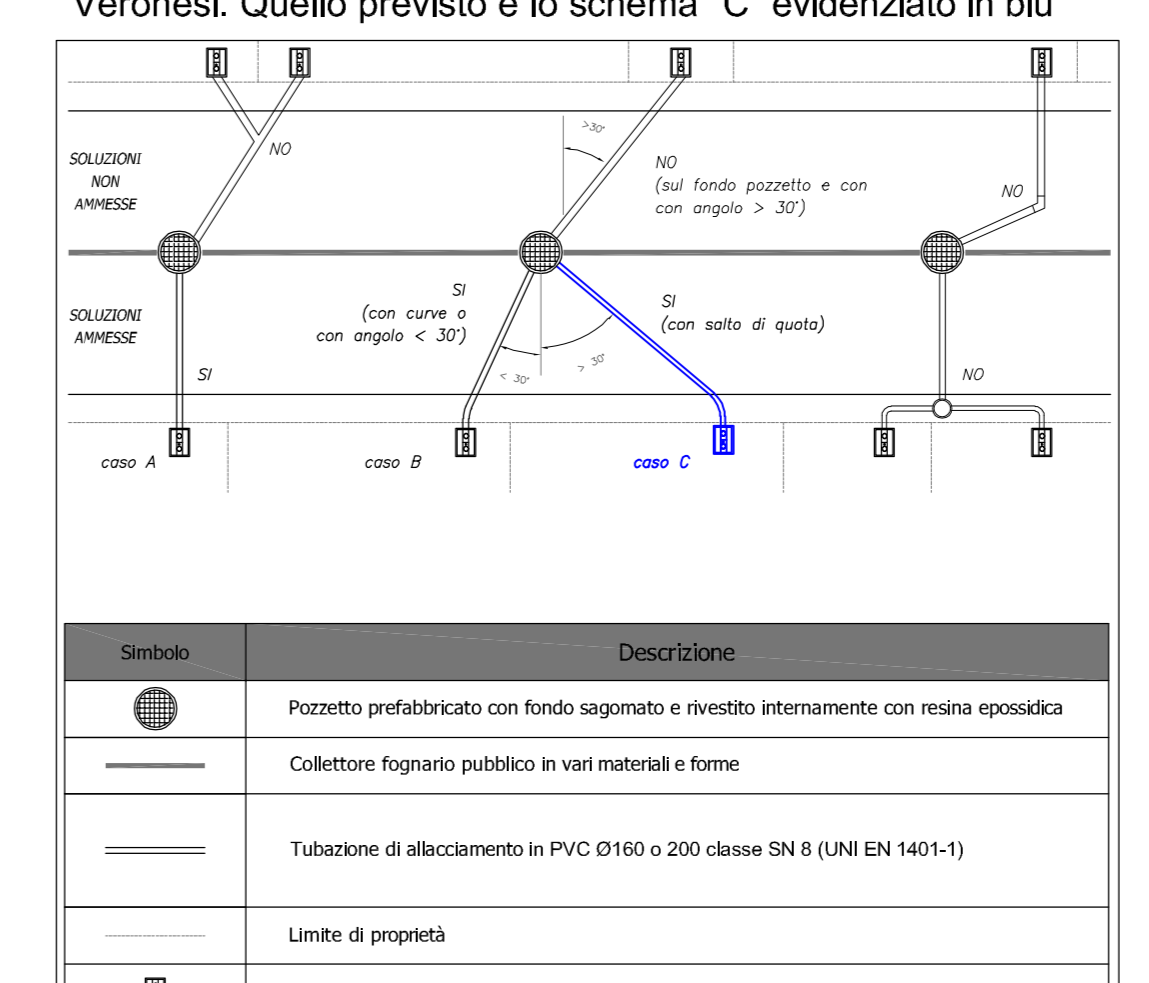 Veronesi. Quello previsto è lo schema "C" evidenziato in blu
SOLUZIONI
NON
AMMESSE
NO
>30°
NO
(sul fondo pozzetto e con
con angolo > 30°)
NO
SOLUZIONI
AMMESSE
SI
SI
(con curve o
con angolo < 30°)
< 30°
> 30°
SI
(con salto di quota)
NO
caso A
caso B
caso C
Simbolo
Descrizione
Pozzetto prefabbricato con fondo sagomato e rivestito internamente con resina epossidica
Collettore fognario pubblico in vari materiali e forme
Tubazione di allacciamento in PVC Ø160 o 200 classe SN 8 (UNI EN 1401-1)
Limite di proprietà